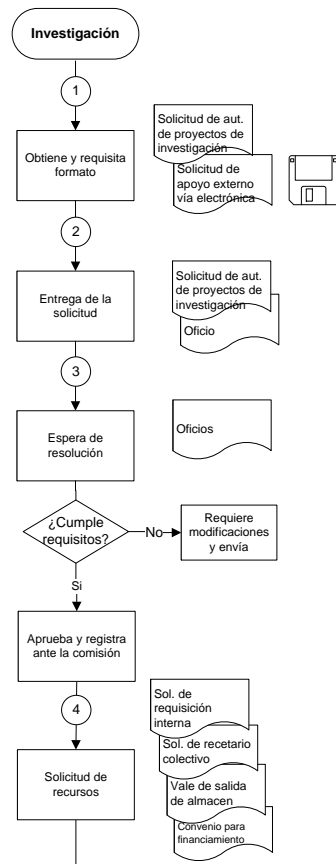 Investigación
1
Obtiene y requisita
formato
Solicitud de aut.
de proyectos de
investigación
Solicitud de
apoyo externo
vía electrónica
2
Entrega de la
solicitud
Solicitud de aut.
de proyectos de
investigación
Oficio
3
Espera de
resolución
Oficios
¿Cumple
requisitos?
No
Requiere
modificaciones
y envía
Si
Aprueba y registra
ante la comisión
4
Solicitud de
recursos
Sol. de
requisición
interna
Sol. de recetario
colectivo
Vale de salida
de almacen
Convenio para
financiamiento